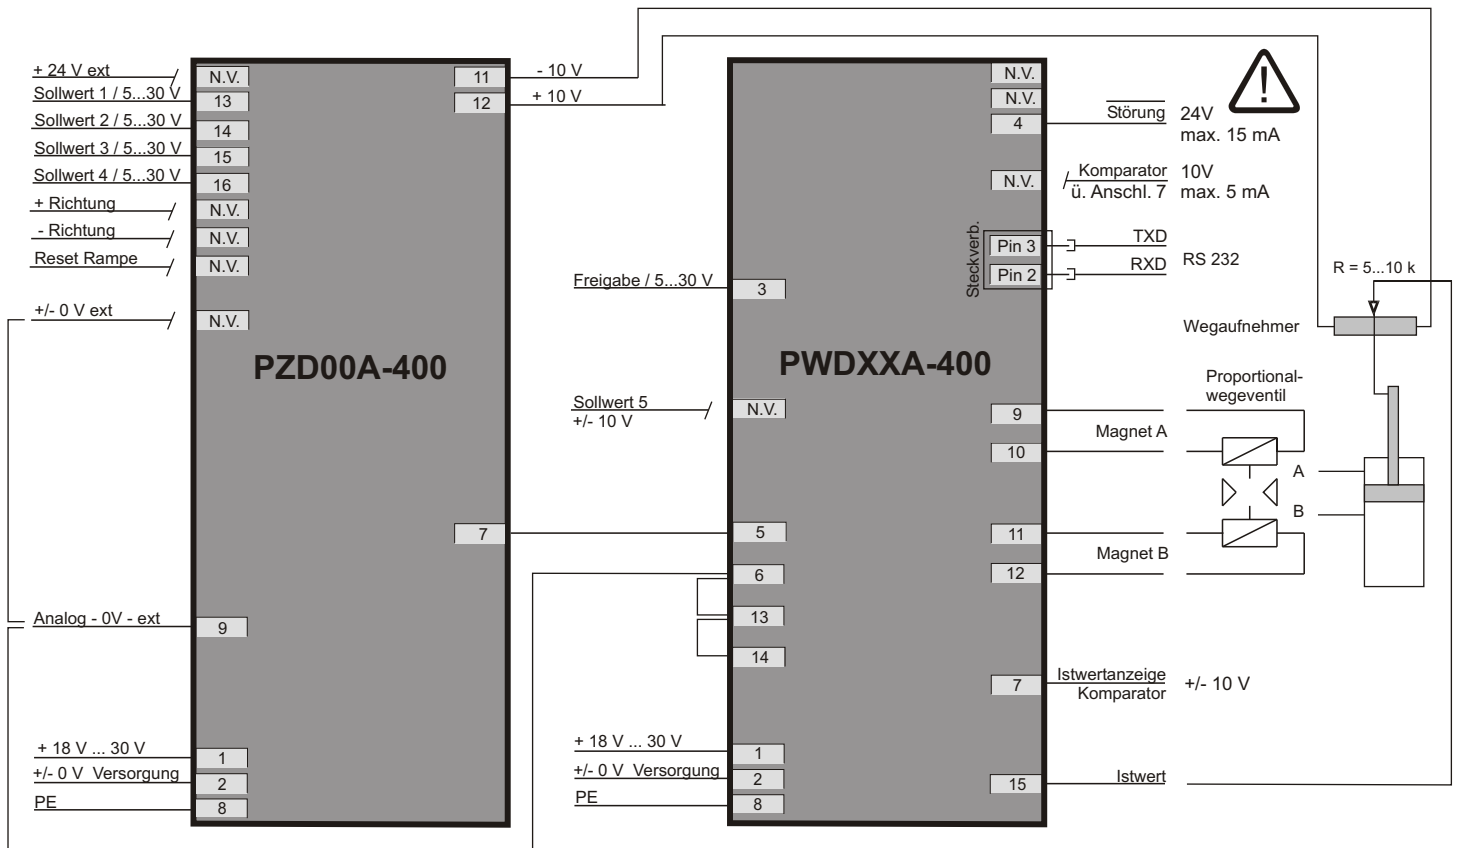 + 24 V ext
N.V.
Sollwert 1 / 5...30 V
13
Sollwert 2 / 5...30 V
14
Sollwert 3 / 5...30 V
15
Sollwert 4 / 5...30 V
16
+ Richtung
N.V.
- Richtung
N.V.
Reset Rampe
N.V.
+/- 0 V ext
N.V.
PZD00A-400
11
- 10 V
12
+ 10 V
7
Analog - 0V - ext
9
+ 18 V ... 30 V
1
+/- 0 V Versorgung
2
PE
8
Freigabe / 5...30 V
3
PWDXXA-400
Sollwert 5
+/- 10 V
N.V.
5
6
13
14
+ 18 V ... 30 V
1
+/- 0 V Versorgung
2
PE
8
N.V.
N.V.
4
Störung
24V
max. 15 mA
!
N.V.
Komparator
ü. Anschl. 7
10V
max. 5 mA
Steckverb.
Pin 3
TXD
Pin 2
RXD
RS 232
R = 5...10 k
Wegaufnehmer
Proportional-
wegeventil
9
Magnet A
10
A
B
11
Magnet B
12
7
Istwertanzeige
Komparator
+/- 10 V
15
Istwert